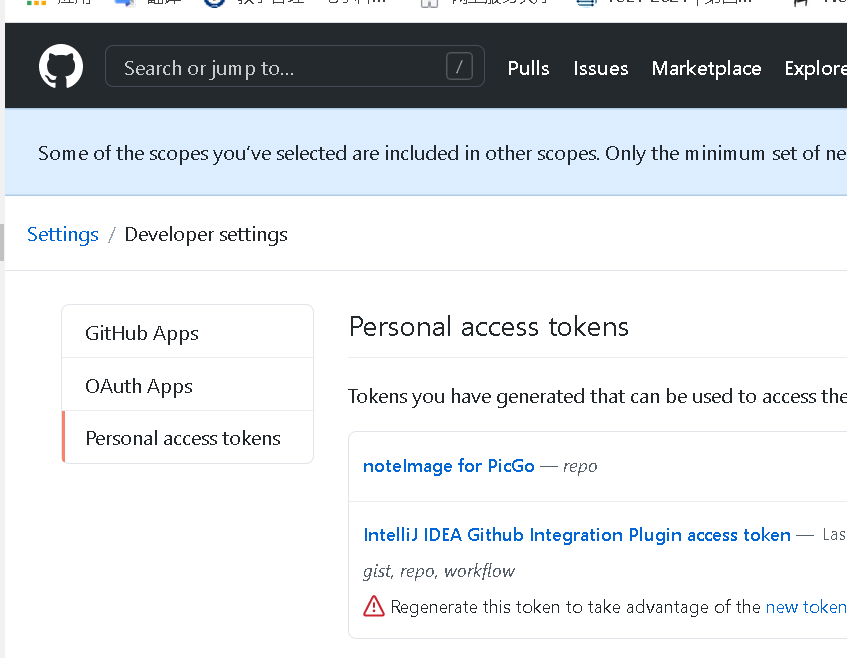 Search or jump to... /
Pulls Issues Marketplace Explore
Some of the scopes you've selected are included in other scopes. Only the minimum set of ne
Settings / Developer settings
GitHub Apps
OAuth Apps
Personal access tokens
Personal access tokens
Tokens you have generated that can be used to access the
noteImage for PicGo — repo
IntelliJ IDEA Github Integration Plugin access token — Las
gist, repo, workflow
Regenerate this token to take advantage of the new token